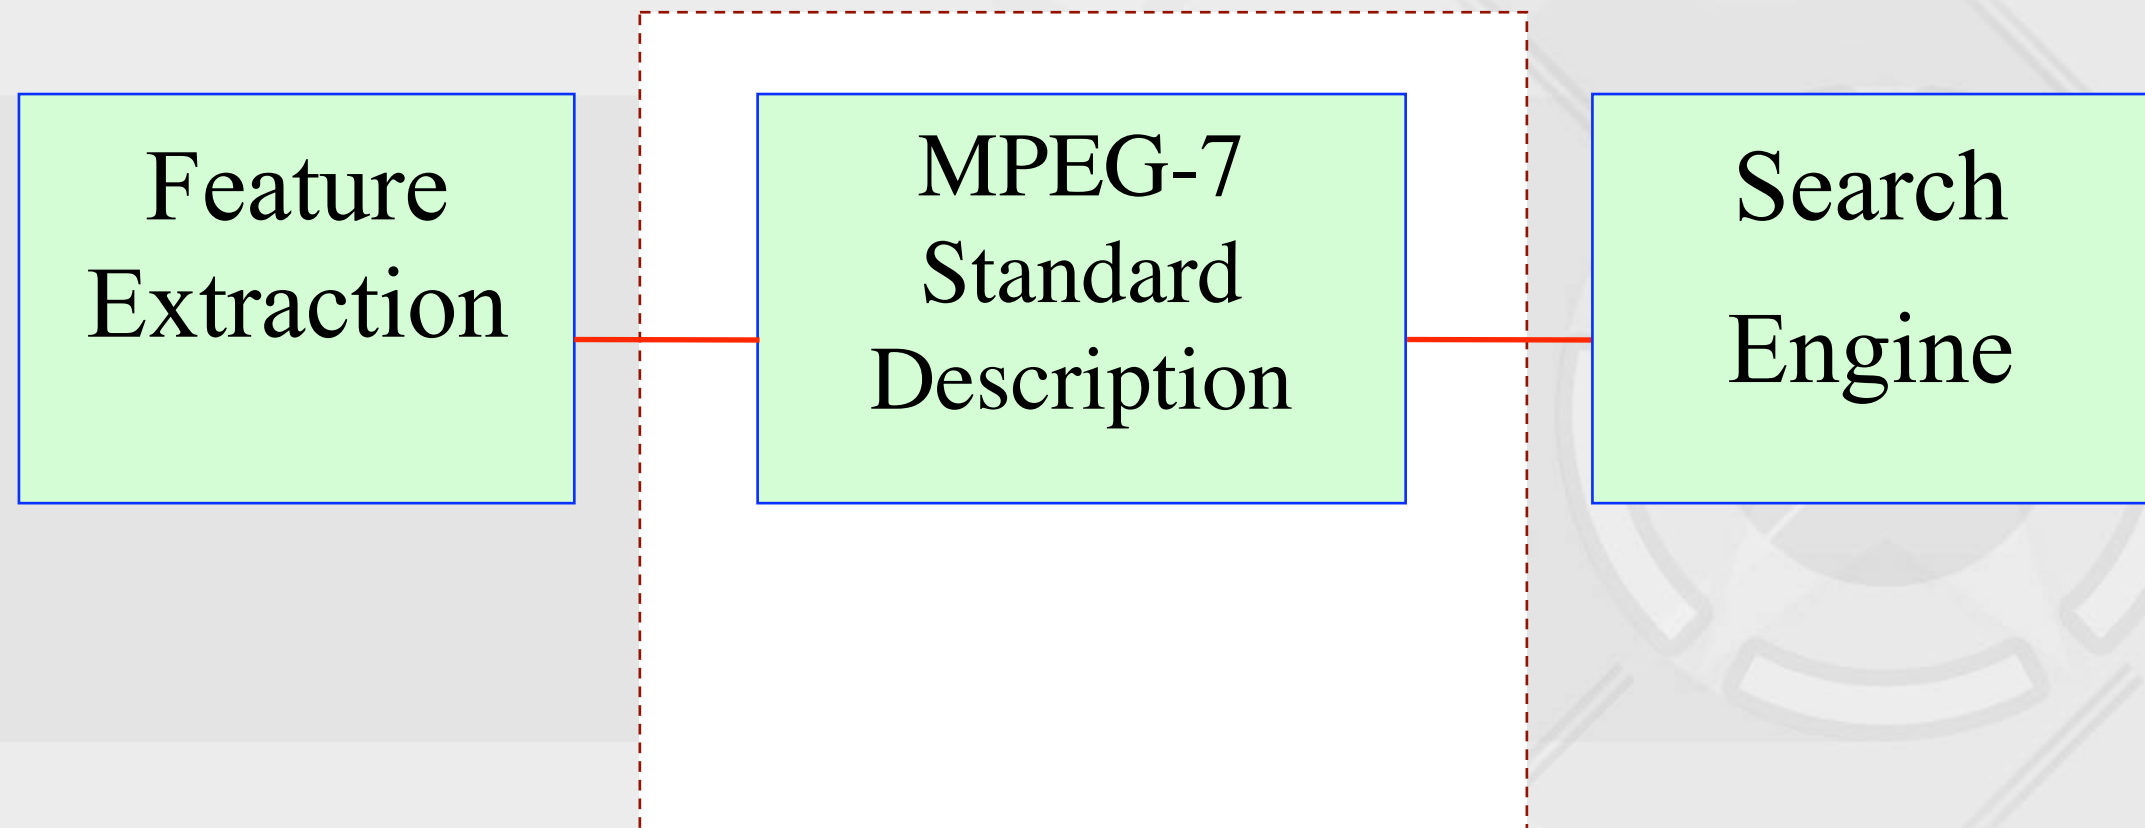 Feature
Extraction
MPEG-7
Standard
Description
Search
Engine